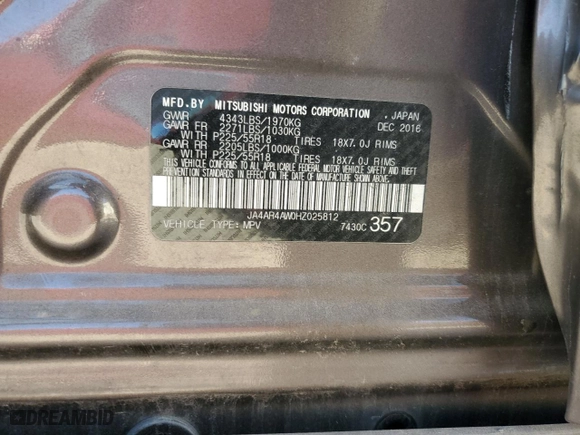 MFD.BY MITSUBISHI MOTORS CORPORATION , JAPAN
GVWR 4343LBS/1970KG DEC 2016
GAWR FR 2271LBS/1030KG
WITH P225/55R18 TIRES 18X7.0J RIMS
GAWR RR 2205LBS/1000KG
WITH P225/55R18 TIRES 18X7.0J RIMS
THIS VEHICLE CONFORMS TO ALL APPLICABLE FEDERAL MOTOR VEHICLE SAFETY, BUMPER, AND THEFT PREVENTION STANDARDS IN EFFECT ON THE DATE OF MANUFACTURE SHOWN ABOVE.
JA4AR4AW0HZ025812
VEHICLE TYPE: MPV 7430C 357
DREAMBID